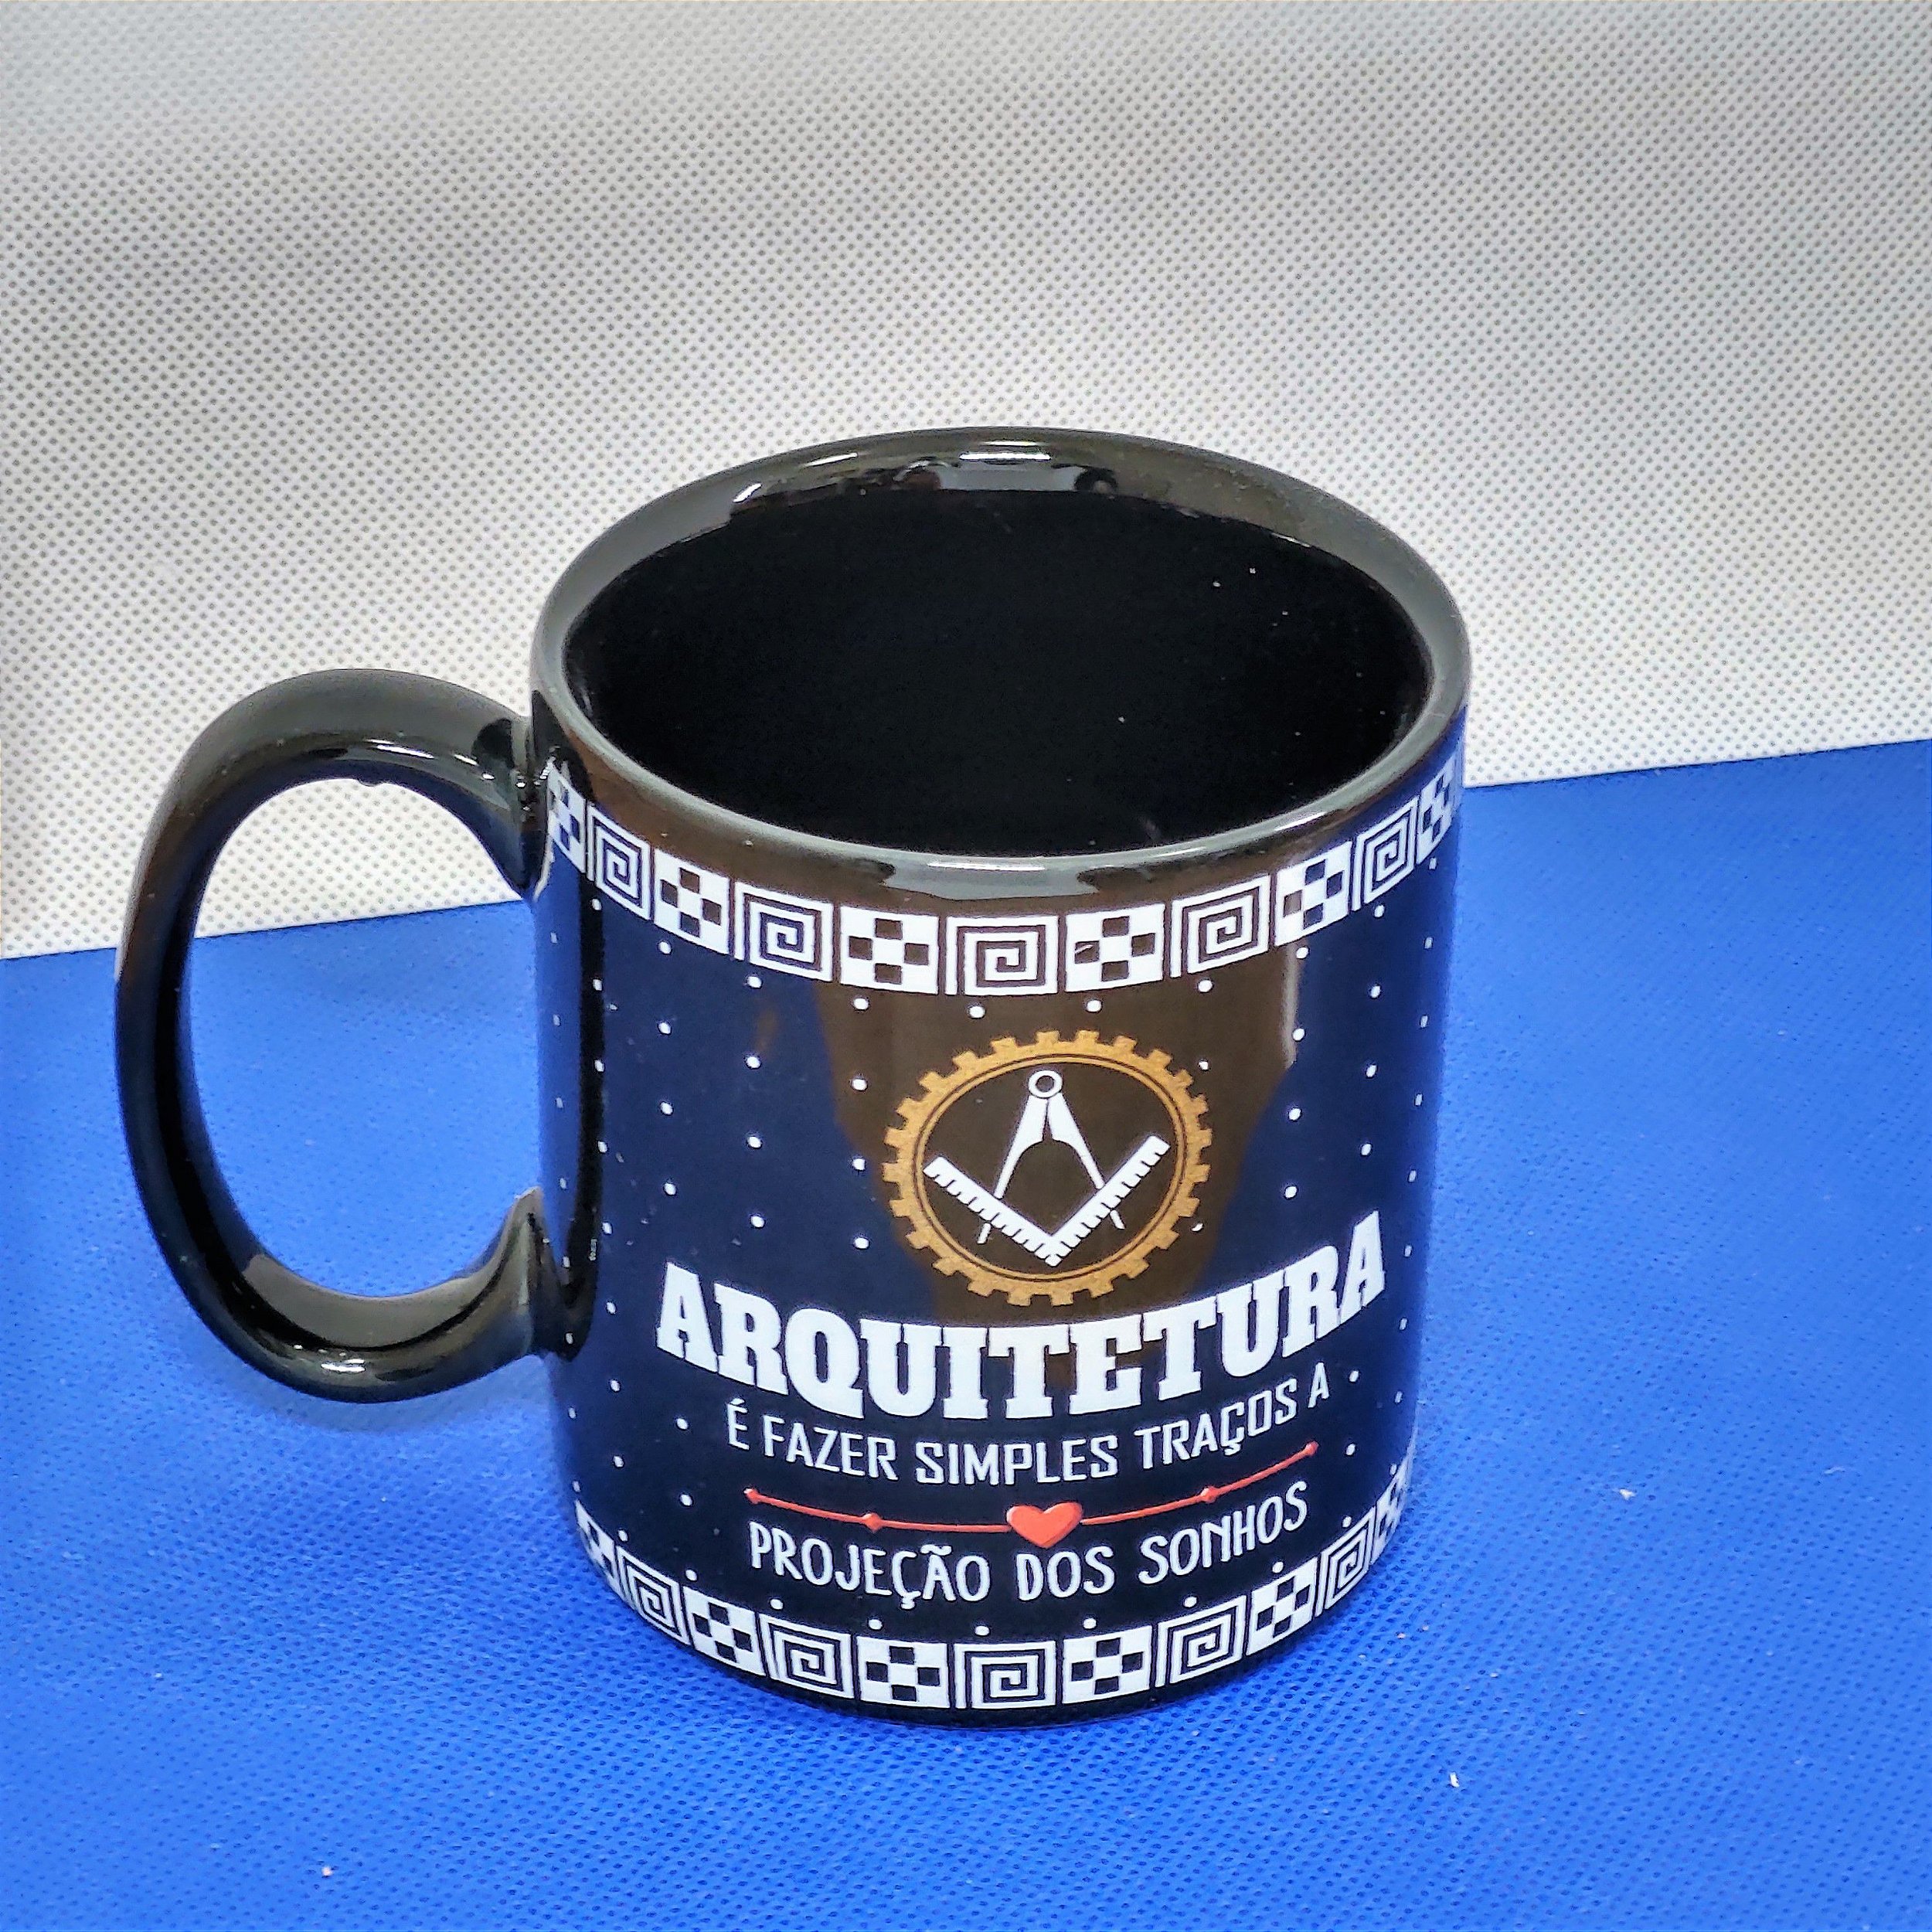 ARQUITETURA
É FAZER SIMPLES TRAÇOS A
PROJEÇÃO DOS SONHOS